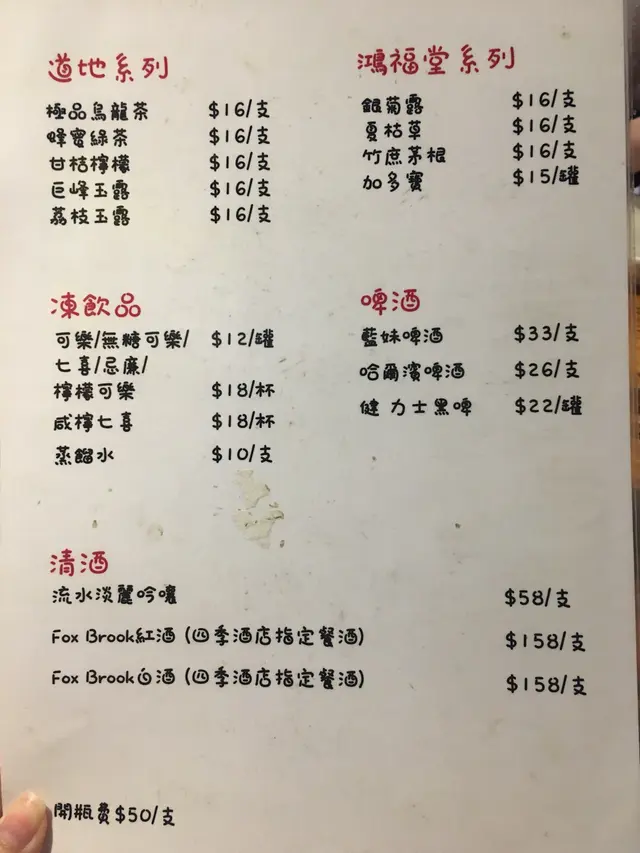 道地系列
極品烏龍茶 $16/支
蜂蜜綠茶 $16/支
甘桔檸檬 $16/支
巨峰玉露 $16/支
荔枝玉露 $16/支
鴻福堂系列
銀菊露 $16/支
夏枯草 $16/支
竹蔗茅根 $16/支
加多寶 $15/罐
凍飲品
可樂/無糖可樂/ $12/罐
七喜/忌廉/
檸檬可樂 $18/杯
咸檸七喜 $18/杯
蒸餾水 $10/支
啤酒
藍妹啤酒 $33/支
哈爾濱啤酒 $26/支
健力士黑啤 $22/罐
清酒
流水淡麗吟釀 $58/支
Fox Brook紅酒 (四季酒店指定餐酒) $158/支
Fox Brook白酒 (四季酒店指定餐酒) $158/支
開瓶費$50/支